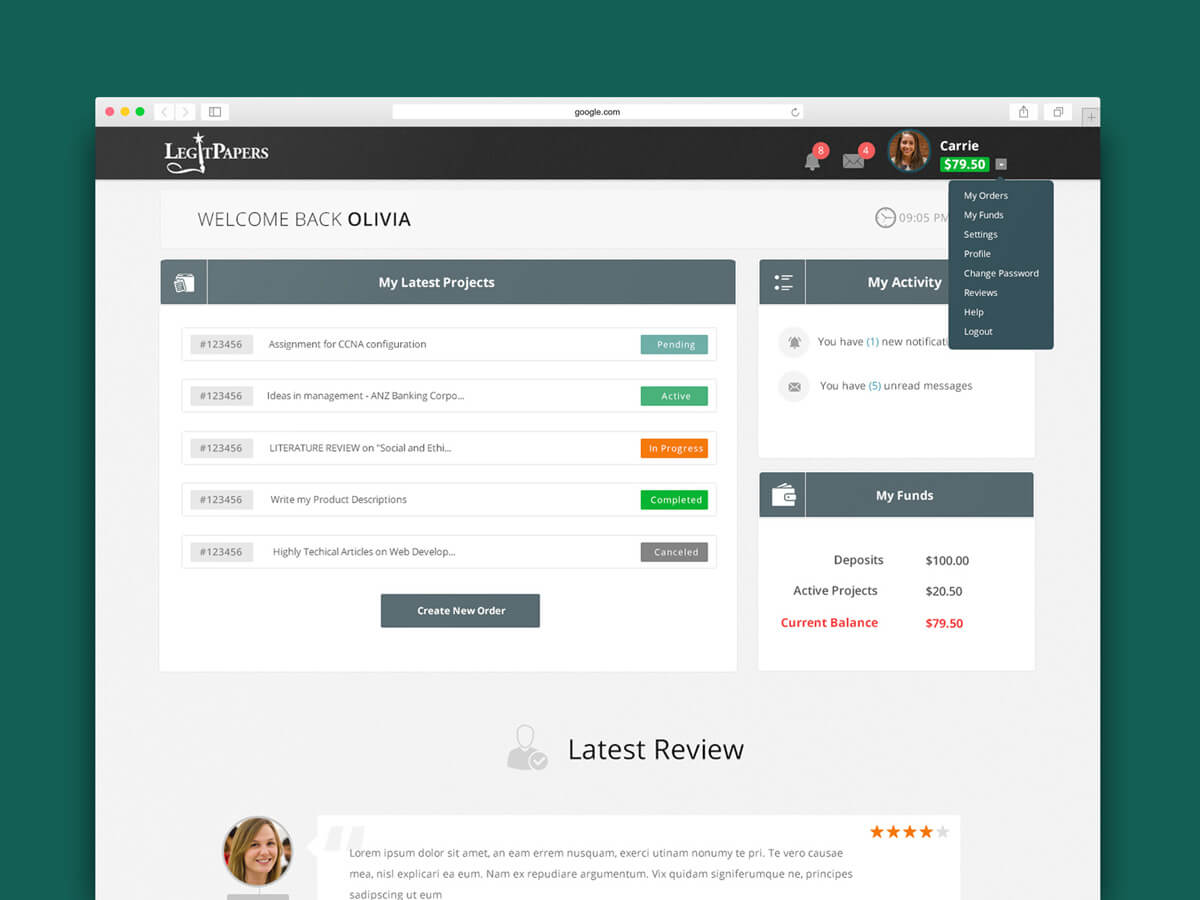 google.com
LEGITPAPERS
8
4
Carrie
$79.50
My Orders
My Funds
Settings
Profile
Change Password
Reviews
Help
Logout
WELCOME BACK OLIVIA
09:05 PM
My Latest Projects
#123456 Assignment for CCNA configuration Pending
#123456 Ideas in management - ANZ Banking Corpo... Active
#123456 LITERATURE REVIEW on "Social and Ethi... In Progress
#123456 Write my Product Descriptions Completed
#123456 Highly Techical Articles on Web Develop... Canceled
Create New Order
My Activity
You have (1) new
You have (5) unread messages
My Funds
Deposits $100.00
Active Projects $20.50
Current Balance $79.50
Latest Review
Lorem ipsum dolor sit amet, an eam errem nusquam, exerci utinam nonumy te pri. Te vero causae
mea, nisl explicari ea eum. Nam ex repudiare argumentum. Vix quidam signiferumque ne, principes
sadipscing ut eum